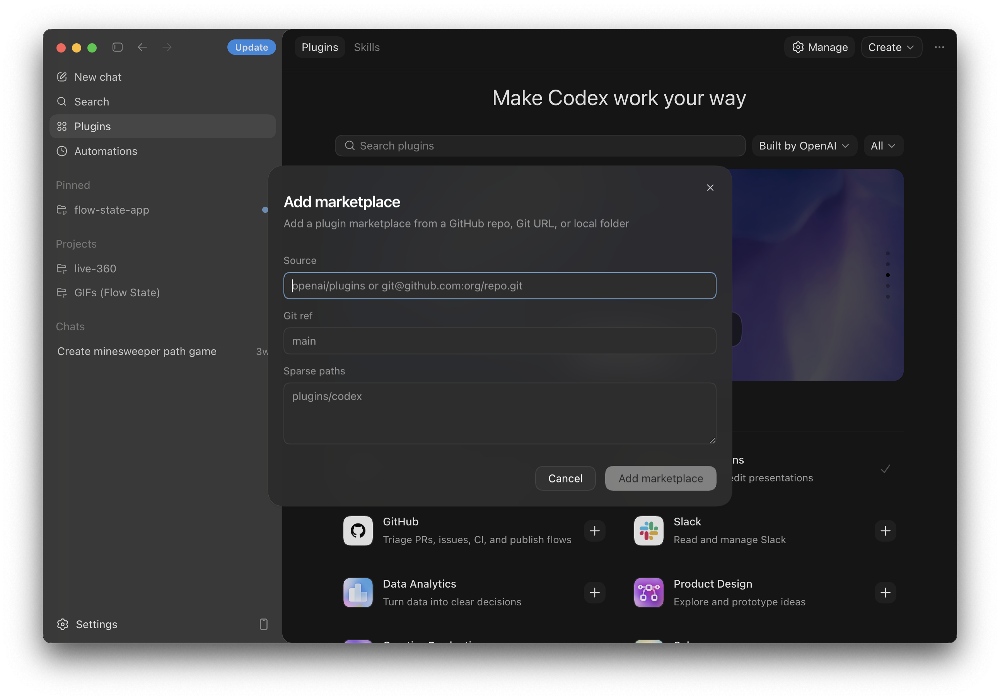 Update
New chat
Search
Plugins
Automations
Pinned
flow-state-app
Projects
live-360
GIFs (Flow State)
Chats
Create minesweeper path game
Settings
Plugins
Skills
Manage
Create
Make Codex work your way
Search plugins
Built by OpenAI
All
Add marketplace
Add a plugin marketplace from a GitHub repo, Git URL, or local folder
Source
openai/plugins or git@github.com:org/repo.git
Git ref
main
Sparse paths
plugins/codex
Cancel
Add marketplace
presentations
GitHub
Triage PRs, issues, CI, and publish flows
Slack
Read and manage Slack
Data Analytics
Turn data into clear decisions
Product Design
Explore and prototype ideas